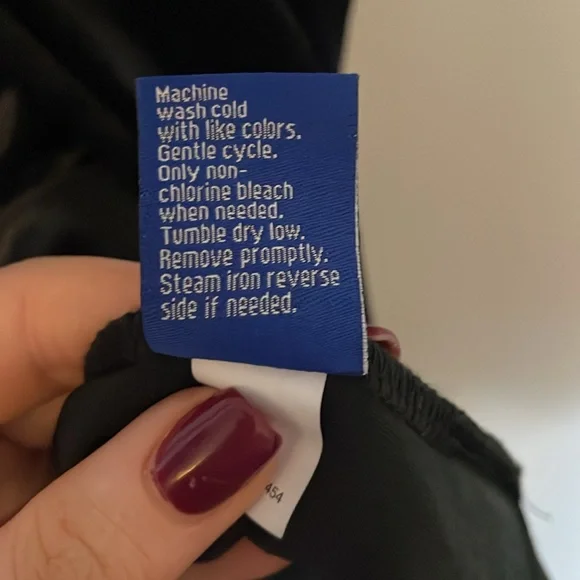 Machine
wash cold
with like colors.
Gentle cycle.
Only non-
chlorine bleach
when needed.
Tumble dry low.
Remove promptly.
Steam iron reverse
side if needed.
454